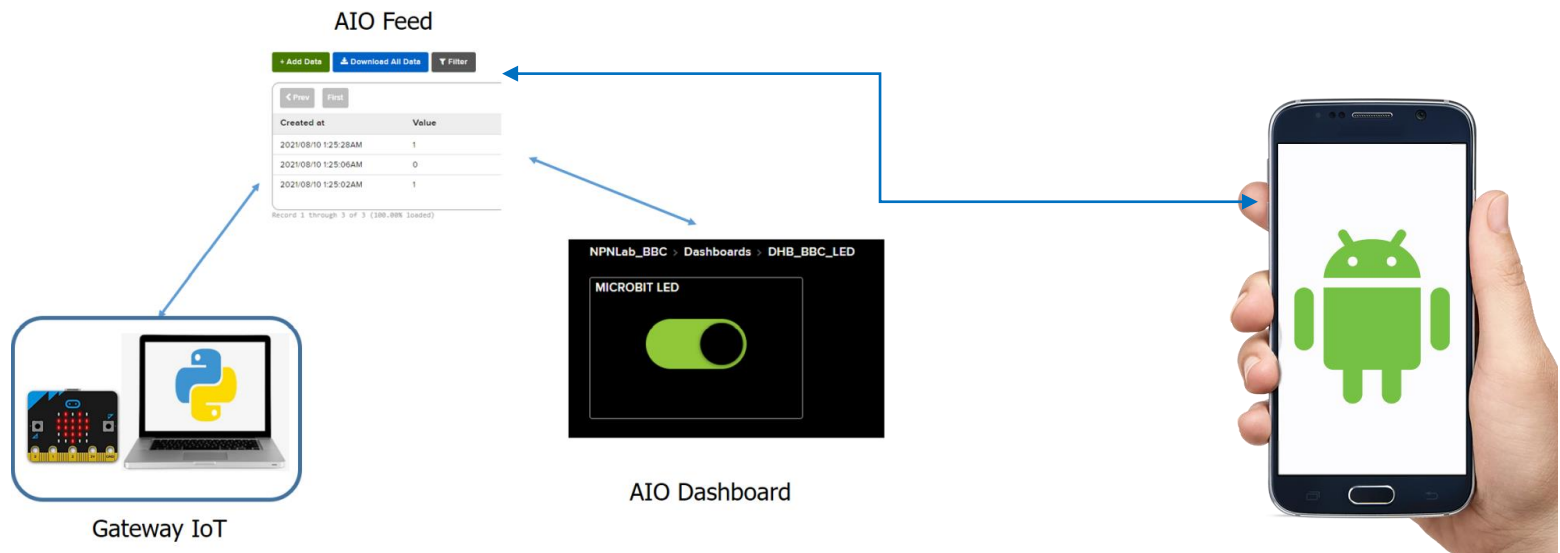 AIO Feed
+ Add Data
Download All Data
Filter
Prev
First
Created at Value
2021/08/10 1:25:28AM 1
2021/08/10 1:25:06AM 0
2021/08/10 1:25:02AM 1
Record 1 through 3 of 3 (100.00% loaded)
NPNLab_BBC > Dashboards > DHB_BBC_LED
MICROBIT LED
AIO Dashboard
Gateway IoT